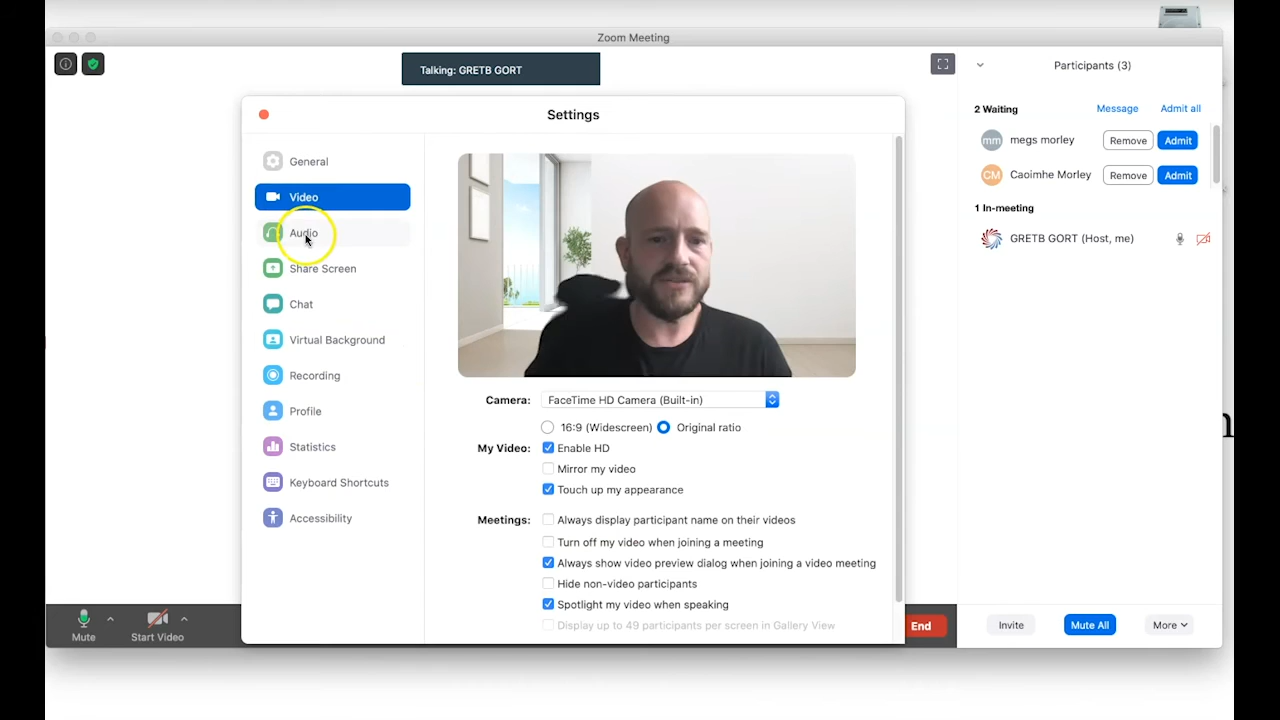 Zoom Meeting
Talking: GRETB GORT
Participants (3)
Settings
2 Waiting
Message
Admit all
mm
megs morley
Remove
Admit
CM
Caoimhe Morley
Remove
Admit
1 In-meeting
GRETB GORT (Host, me)
General
Video
Audio
Share Screen
Chat
Virtual Background
Recording
Profile
Statistics
Keyboard Shortcuts
Accessibility
Camera:
FaceTime HD Camera (Built-in)
16:9 (Widescreen)
Original ratio
My Video:
Enable HD
Mirror my video
Touch up my appearance
Meetings:
Always display participant name on their videos
Turn off my video when joining a meeting
Always show video preview dialog when joining a video meeting
Hide non-video participants
Spotlight my video when speaking
Display up to 49 participants per screen in Gallery View
Mute
Start Video
End
Invite
Mute All
More